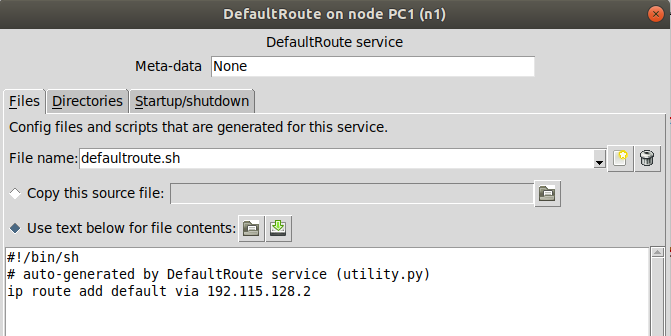 DefaultRoute on node PC1 (n1)
DefaultRoute service
Meta-data None
Files Directories Startup/shutdown
Config files and scripts that are generated for this service.
File name: defaultroute.sh
Copy this source file:
Use text below for file contents:
#!/bin/sh
# auto-generated by DefaultRoute service (utility.py)
ip route add default via 192.115.128.2